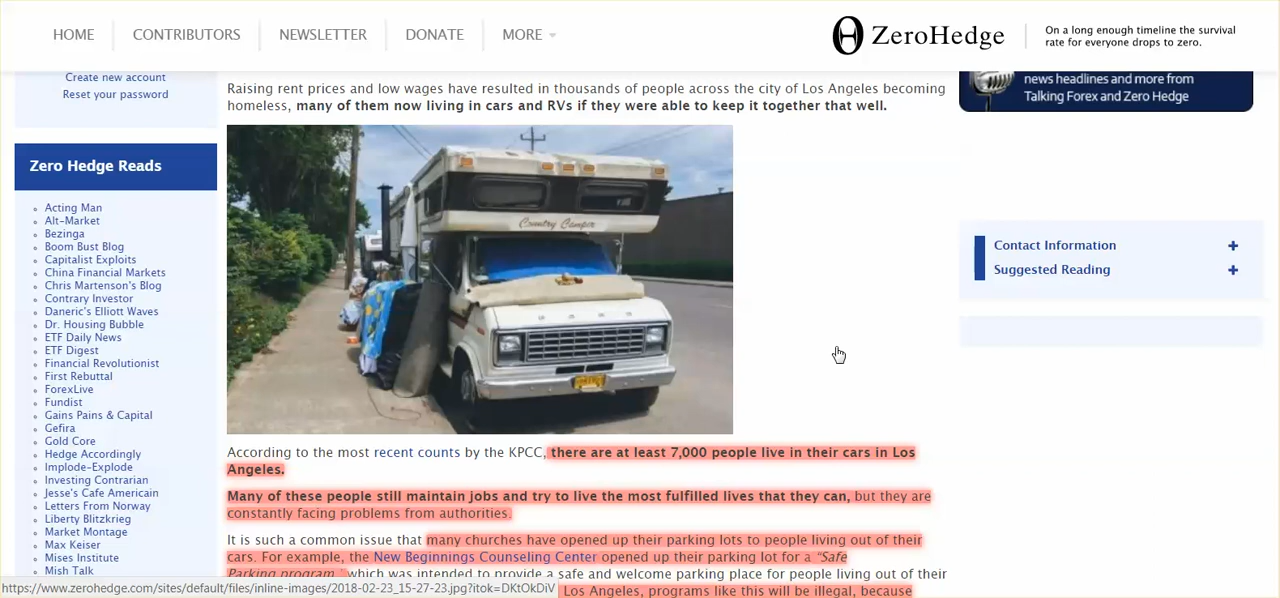 HOME
CONTRIBUTORS
NEWSLETTER
DONATE
MORE
ZeroHedge
On a long enough timeline the survival
rate for everyone drops to zero.
Create new account
Reset your password
Zero Hedge Reads
Acting Man
Alt-Market
Bezinga
Boom Bust Blog
Capitalist Exploits
China Financial Markets
Chris Martenson's Blog
Contrary Investor
Daneric's Elliott Waves
Dr. Housing Bubble
ETF Daily News
ETF Digest
Financial Revolutionist
First Rebuttal
ForexLive
Fundist
Gains Pains & Capital
Gefira
Gold Core
Hedge Accordingly
Implode-Explode
Investing Contrarian
Jesse's Cafe Americain
Letters From Norway
Liberty Blitzkrieg
Market Montage
Max Keiser
Mises Institute
Mish Talk
Raising rent prices and low wages have resulted in thousands of people across the city of Los Angeles becoming
homeless, many of them now living in cars and RVs if they were able to keep it together that well.
Country Camper
FORD
According to the most recent counts by the KPCC, there are at least 7,000 people live in their cars in Los
Angeles.
Many of these people still maintain jobs and try to live the most fulfilled lives that they can, but they are
constantly facing problems from authorities.
It is such a common issue that many churches have opened up their parking lots to people living out of their
cars. For example, the New Beginnings Counseling Center opened up their parking lot for a “Safe
Parking program,” which was intended to provide a safe and welcome parking place for people living out of their
Los Angeles, programs like this will be illegal, because
news headlines and more from
Talking Forex and Zero Hedge
Contact Information +
Suggested Reading +
https://www.zerohedge.com/sites/default/files/inline-images/2018-02-23_15-27-23.jpg?itok=DKtOkDiV